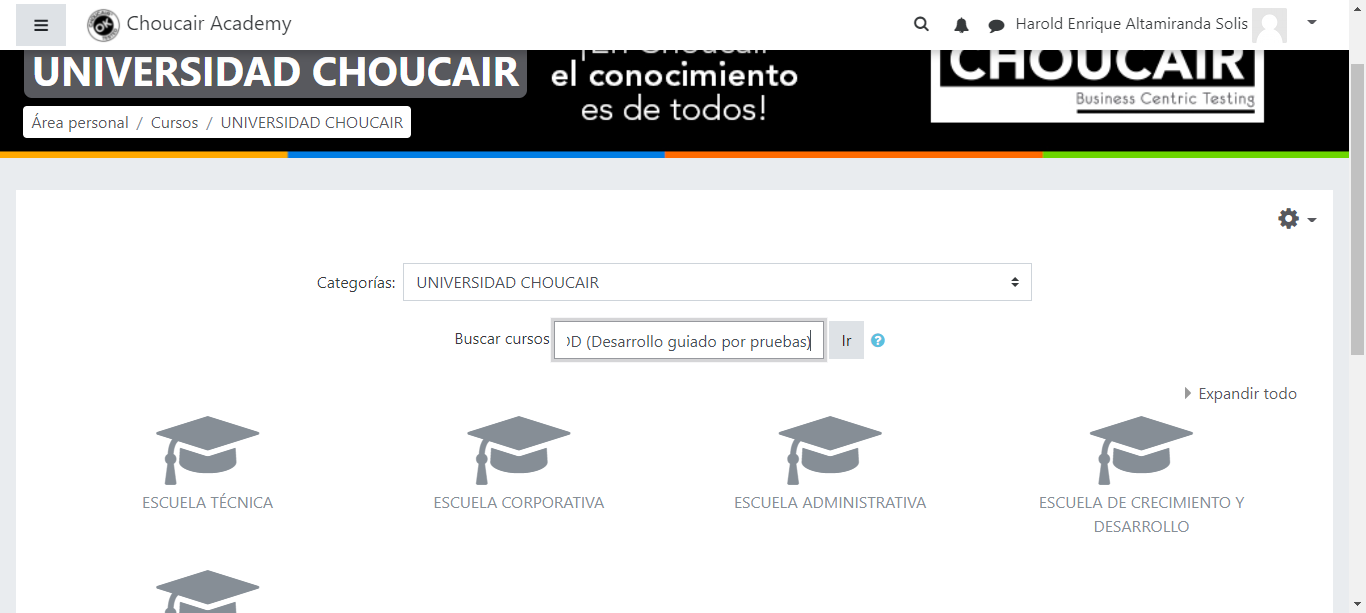 Choucair Academy
Harold Enrique Altamiranda Solis
¡En Choucair
el conocimiento
es de todos!
UNIVERSIDAD CHOUCAIR
CHOUCAIR
Business Centric Testing
Área personal / Cursos / UNIVERSIDAD CHOUCAIR
Categorías: UNIVERSIDAD CHOUCAIR
Buscar cursos (Desarrollo guiado por pruebas) Ir ?
Expandir todo
ESCUELA TÉCNICA
ESCUELA CORPORATIVA
ESCUELA ADMINISTRATIVA
ESCUELA DE CRECIMIENTO Y
DESARROLLO